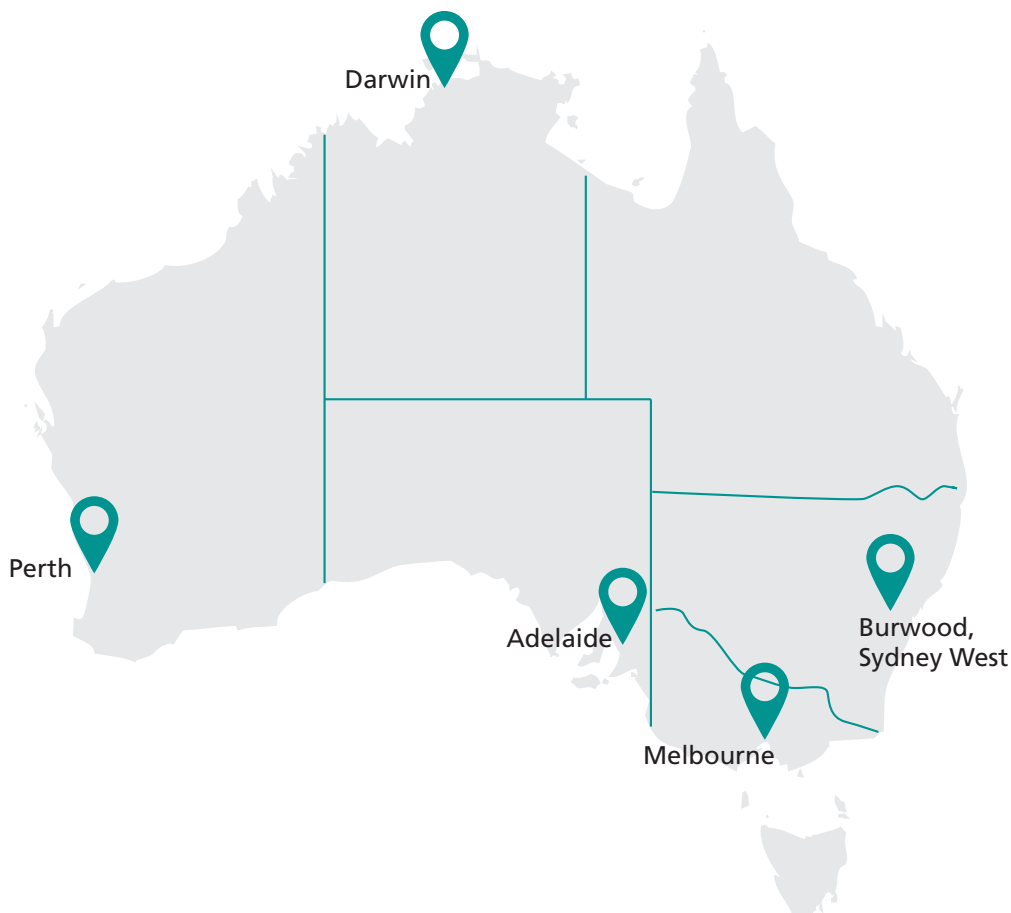 Darwin
Perth
Adelaide
Burwood,
Sydney West
Melbourne